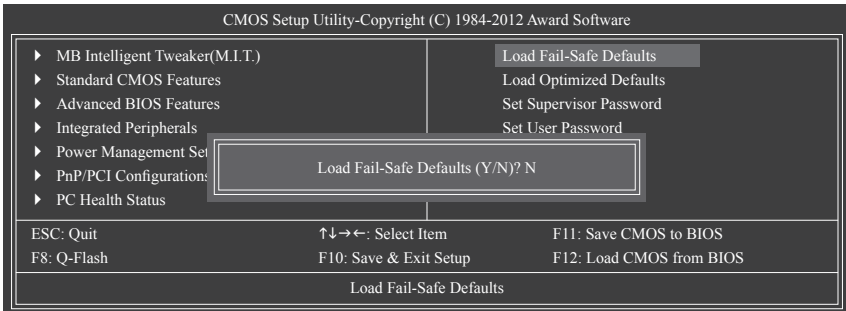 CMOS Setup Utility-Copyright (C) 1984-2012 Award Software
MB Intelligent Tweaker(M.I.T.)
Standard CMOS Features
Advanced BIOS Features
Integrated Peripherals
Power Management Set
PnP/PCI Configurations
PC Health Status
Load Fail-Safe Defaults
Load Optimized Defaults
Set Supervisor Password
Set User Password
Load Fail-Safe Defaults (Y/N)? N
ESC: Quit ↑↓→←: Select Item F11: Save CMOS to BIOS
F8: Q-Flash F10: Save & Exit Setup F12: Load CMOS from BIOS
Load Fail-Safe Defaults